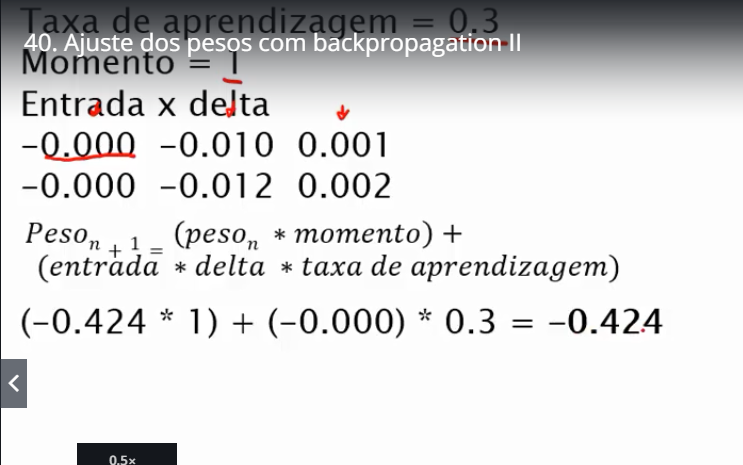 Taxa de aprendizagem = 0.3
40. Ajuste dos pesos com backpropagation II
Momento = 1
Entrada x delta
-0.000 -0.010 0.001
-0.000 -0.012 0.002
Peso_{n + 1} = (peso_n * momento) +
(entrada * delta * taxa de aprendizagem)
(-0.424 * 1) + (-0.000) * 0.3 = -0.424
0.5×